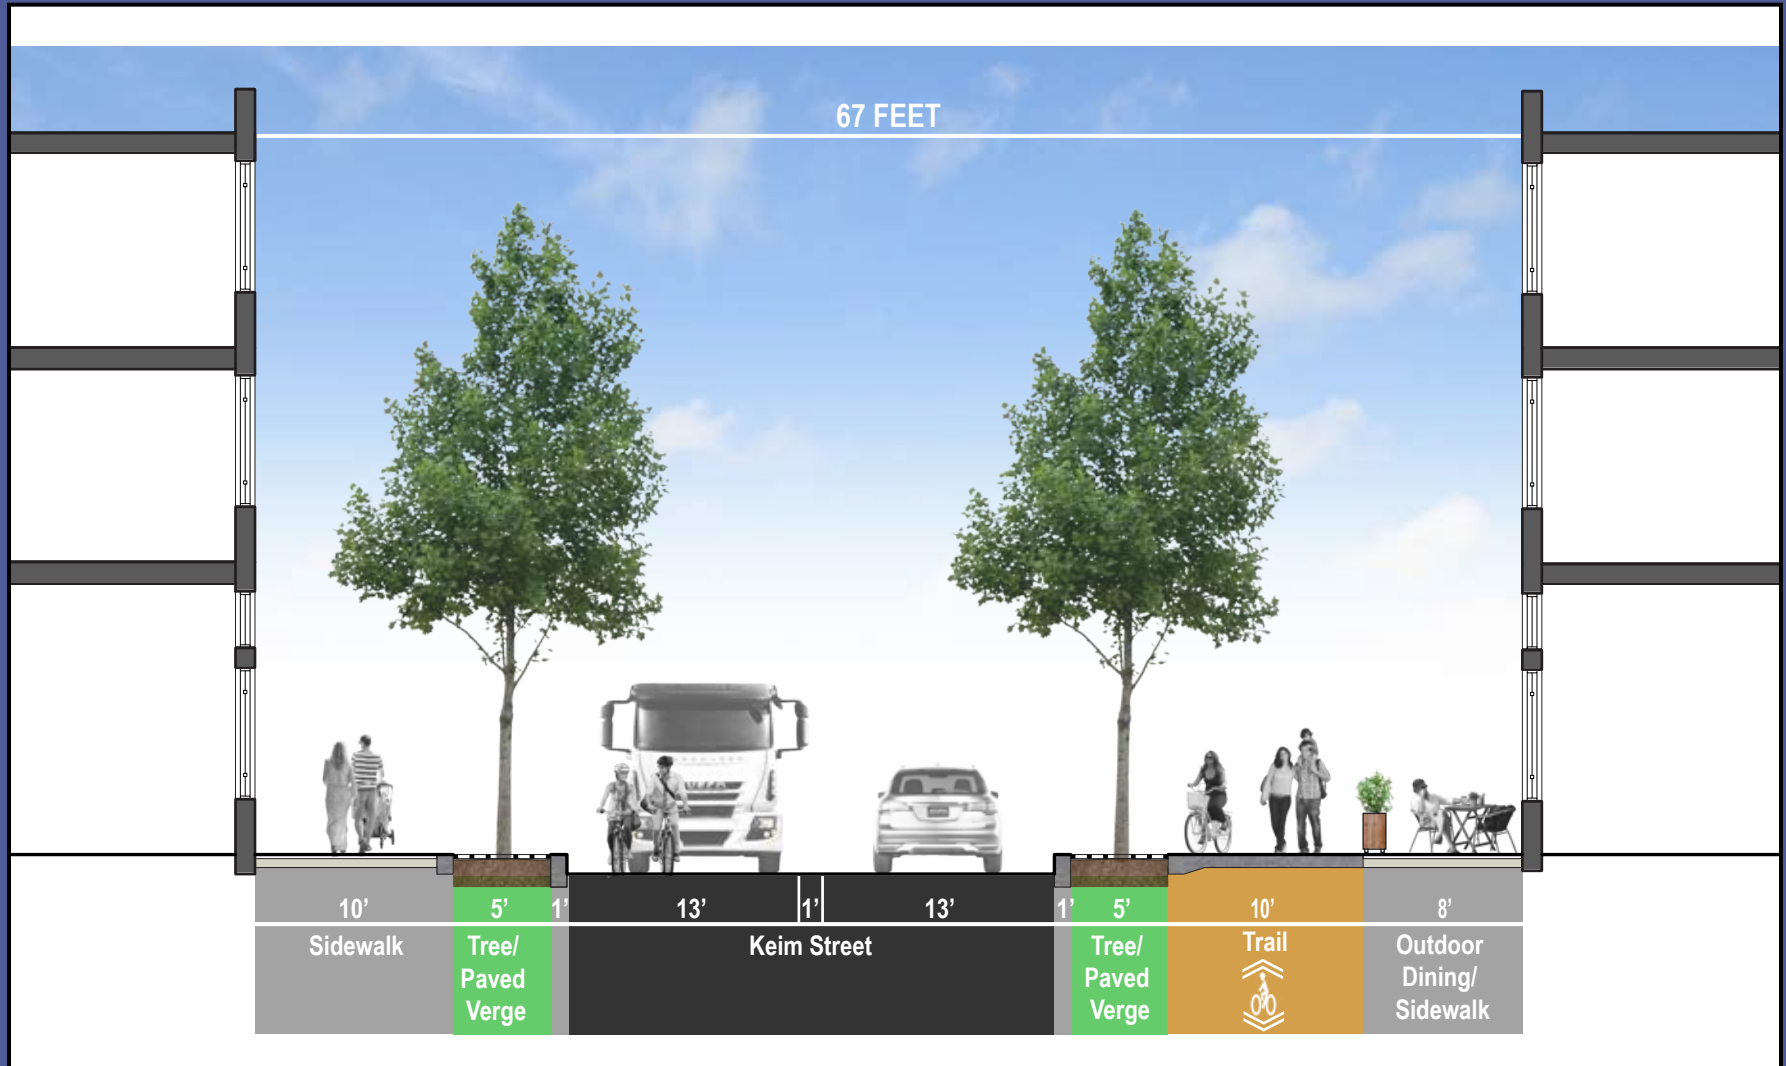 67 FEET
10’ 5’ 1’ 13’ 1’ 13’ 1’ 5’ 10’ 8’
Sidewalk
Tree/
Paved
Verge
Keim Street
Tree/
Paved
Verge
Trail
Outdoor
Dining/
Sidewalk